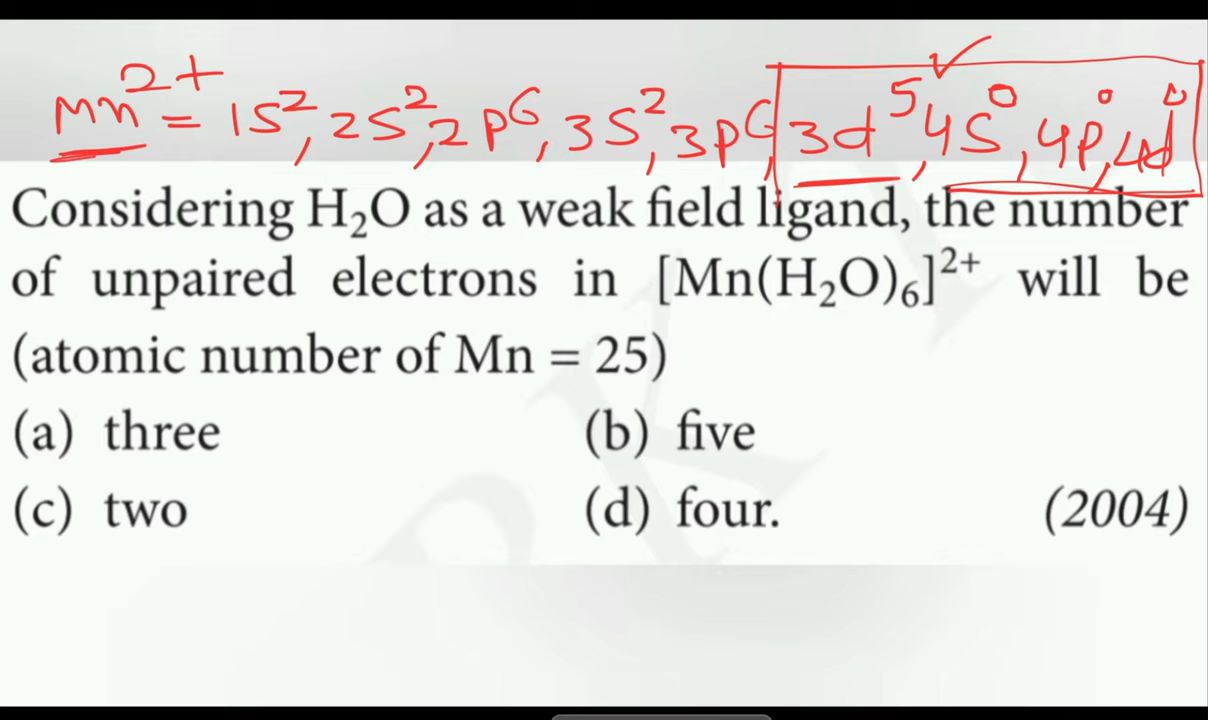 Mn²⁺ = 1S², 2S², 2P⁶, 3S², 3P⁶, 3d⁵, 4S⁰, 4P⁰, 4d⁰
Considering H₂O as a weak field ligand, the number
of unpaired electrons in [Mn(H₂O)₆]²⁺ will be
(atomic number of Mn = 25)
(a) three (b) five
(c) two (d) four. (2004)